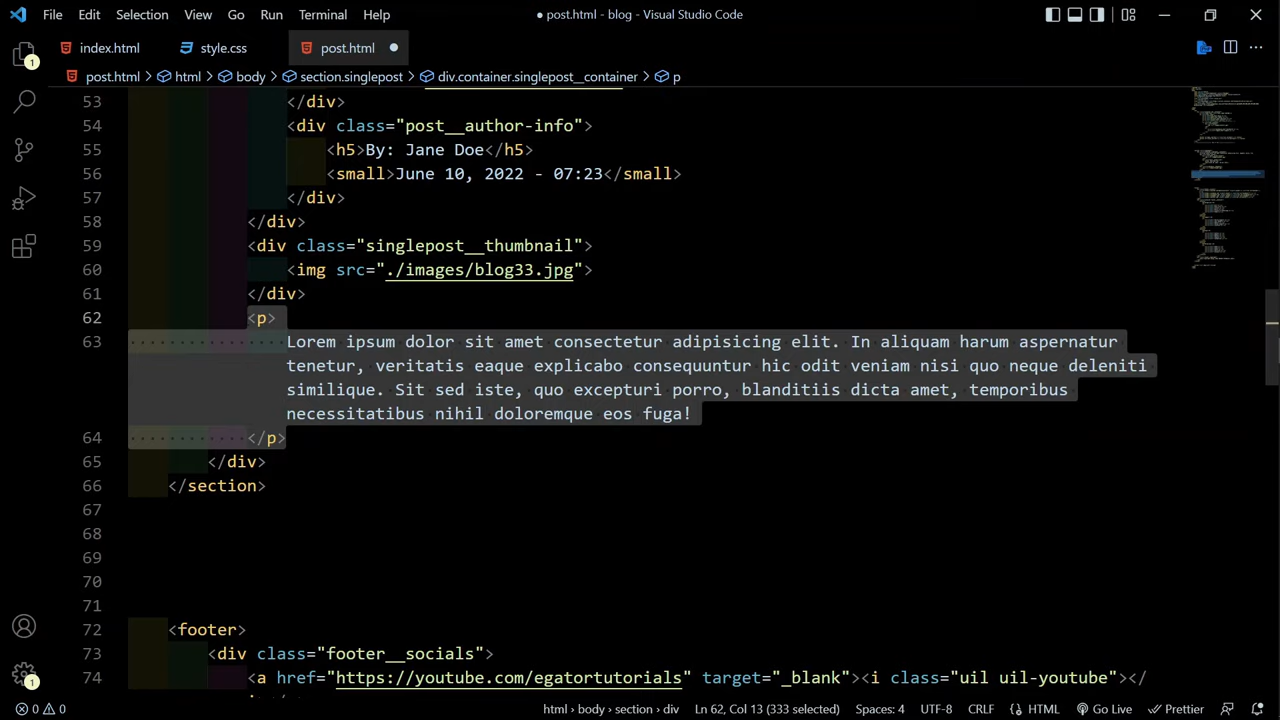 File Edit Selection View Go Run Terminal Help ● post.html - blog - Visual Studio Code
index.html style.css post.html ●
post.html > html > body > section.singlepost > div.container.singlepost__container > p
53 </div>
54 <div class="post__author-info">
55 <h5>By: Jane Doe</h5>
56 <small>June 10, 2022 - 07:23</small>
57 </div>
58 </div>
59 <div class="singlepost__thumbnail">
60 <img src="./images/blog33.jpg">
61 </div>
62 <p>
63 Lorem ipsum dolor sit amet consectetur adipisicing elit. In aliquam harum aspernatur
tenetur, veritatis eaque explicabo consequuntur hic odit veniam nisi quo neque deleniti
similique. Sit sed iste, quo excepturi porro, blanditiis dicta amet, temporibus
necessitatibus nihil doloremque eos fuga!
64 </p>
65 </div>
66 </section>
67
68
69
70
71
72 <footer>
73 <div class="footer__socials">
74 <a href="https://youtube.com/egatortutorials" target="_blank"><i class="uil uil-youtube"></
1
1
0 0 html > body > section > div Ln 62, Col 13 (333 selected) Spaces: 4 UTF-8 CRLF HTML Go Live Prettier